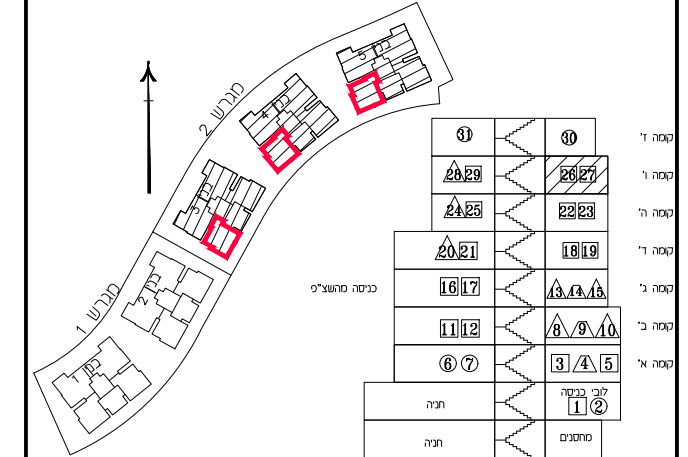 מגרש 2
בנין 5
בנין 4
בנין 3
מגרש 1
בנין 2
בנין 1
31 30 קומה ז'
28 29 26 27 קומה ו'
24 25 22 23 קומה ה'
20 21 18 19 קומה ד'
כניסה מהשצ"פ 16 17 13 14 15 קומה ג'
11 12 8 9 10 קומה ב'
6 7 3 4 5 קומה א'
לובי כניסה
חניה 1 2
חניה מחסנים